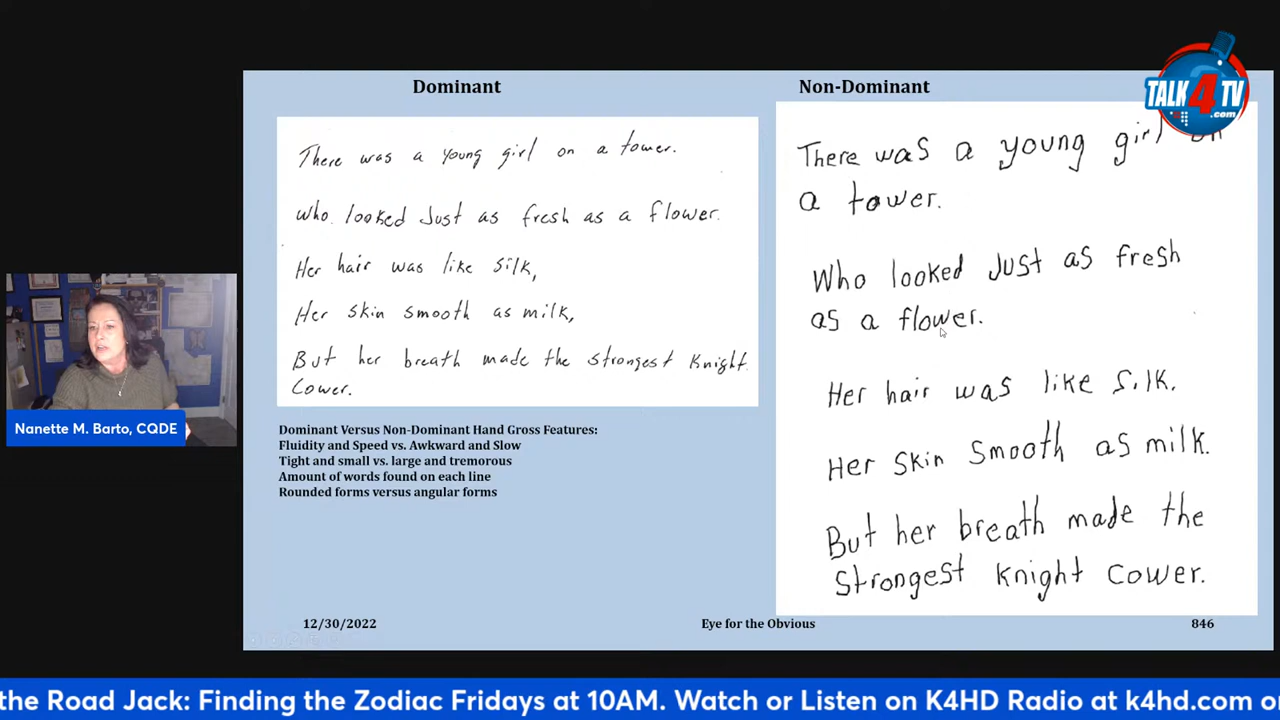 Dominant
Non-Dominant
TALK 4 TV
.com
There was a young girl on a tower.
Who. looked Just as fresh as a flower.
Her hair was like silk,
Her skin smooth as milk,
But her breath made the strongest Knight
Cower.
There was a young girl on
a tower.
Who looked Just as fresh
as a flower.
Her hair was like silk.
Her skin smooth as milk.
But her breath made the
strongest Knight Cower.
Nanette M. Barto, CQDE
Dominant Versus Non-Dominant Hand Gross Features:
Fluidity and Speed vs. Awkward and Slow
Tight and small vs. large and tremorous
Amount of words found on each line
Rounded forms versus angular forms
12/30/2022
Eye for the Obvious
846
the Road Jack: Finding the Zodiac Fridays at 10AM. Watch or Listen on K4HD Radio at k4hd.com o